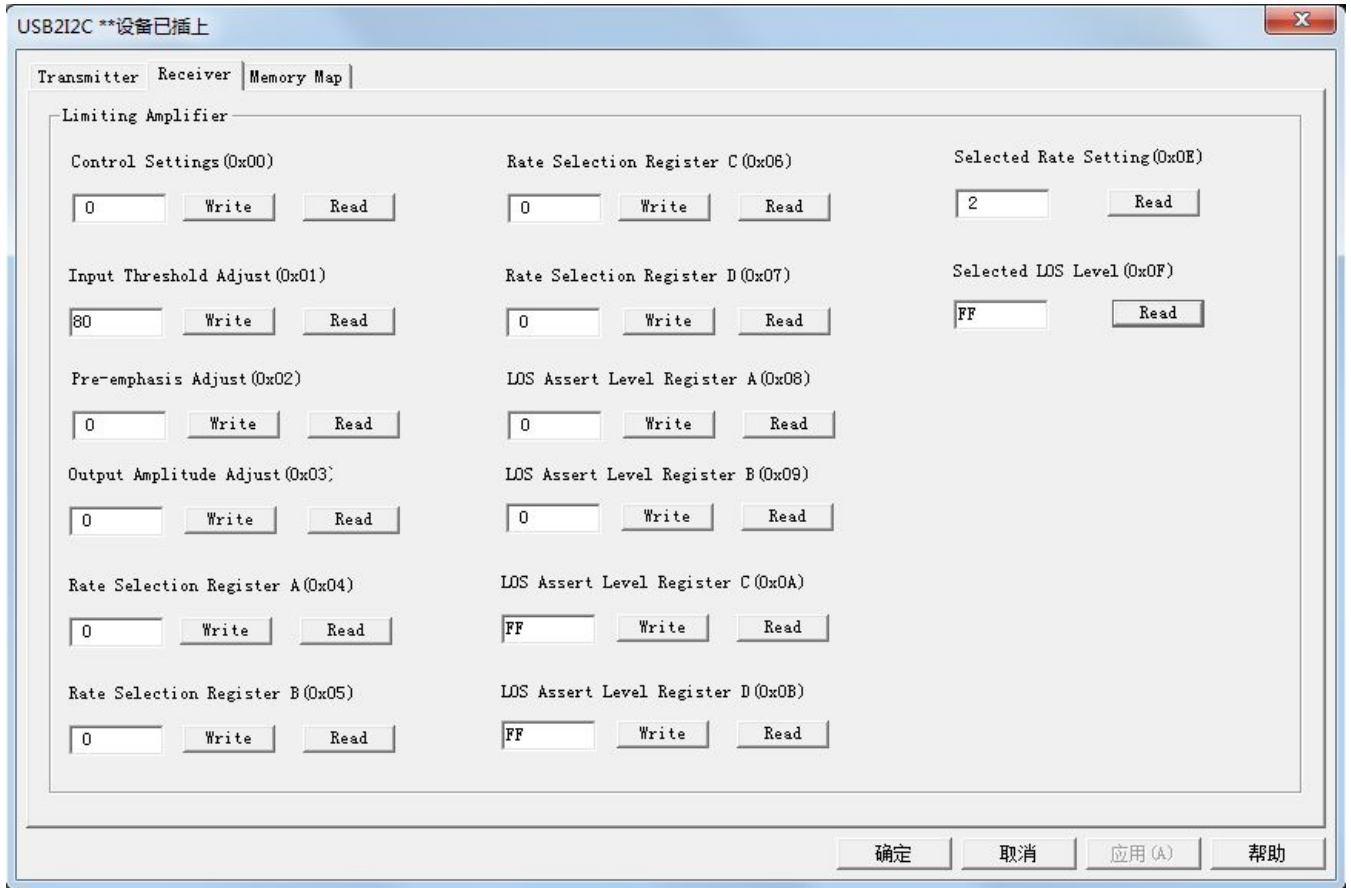 USB2I2C **设备已插上
Transmitter Receiver Memory Map
Limiting Amplifier
Control Settings(0x00)
0 Write Read
Input Threshold Adjust(0x01)
80 Write Read
Pre-emphasis Adjust(0x02)
0 Write Read
Output Amplitude Adjust(0x03)
0 Write Read
Rate Selection Register A(0x04)
0 Write Read
Rate Selection Register B(0x05)
0 Write Read
Rate Selection Register C(0x06)
0 Write Read
Rate Selection Register D(0x07)
0 Write Read
LOS Assert Level Register A(0x08)
0 Write Read
LOS Assert Level Register B(0x09)
0 Write Read
LOS Assert Level Register C(0x0A)
FF Write Read
LOS Assert Level Register D(0x0B)
FF Write Read
Selected Rate Setting(0x0E)
2 Read
Selected LOS Level(0x0F)
FF Read
确定 取消 应用(A) 帮助